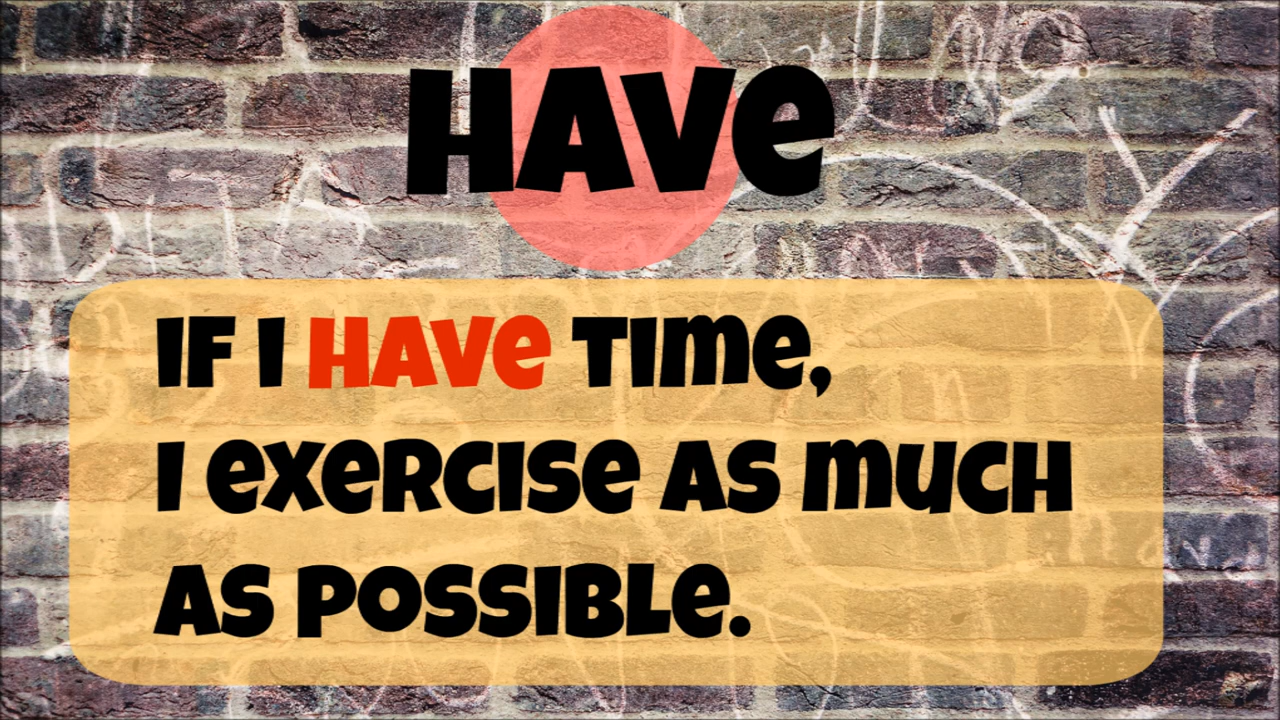 HAVE
IF I HAVE TIME,
I EXERCISE AS MUCH
AS POSSIBLE.